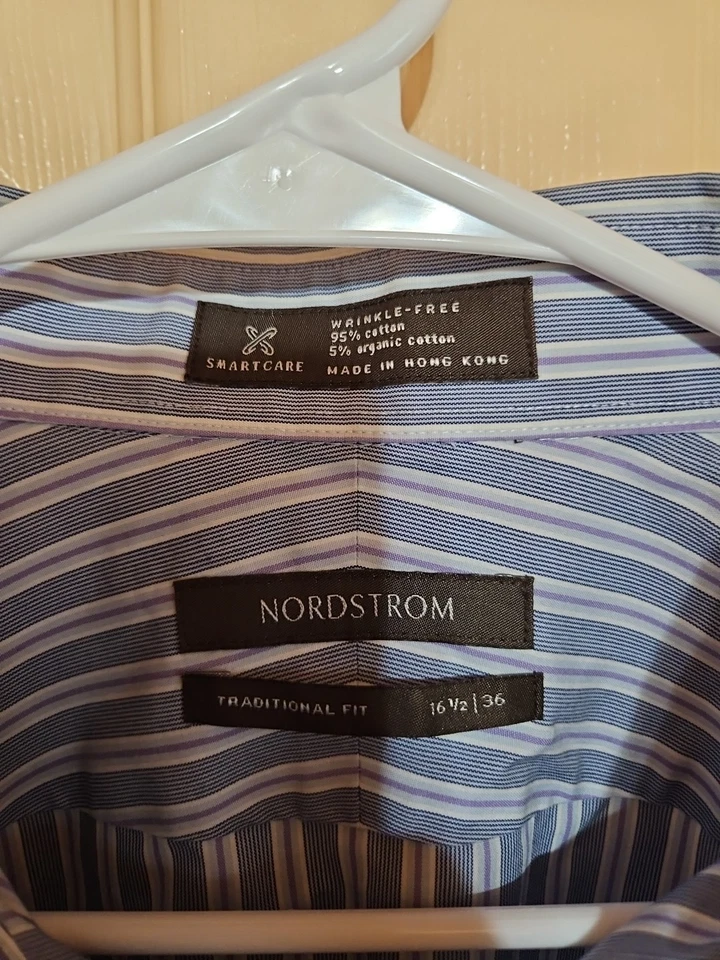 WRINKLE-FREE
95% cotton
5% organic cotton
SMARTCARE MADE IN HONG KONG
NORDSTROM
TRADITIONAL FIT 16 1/2 | 36